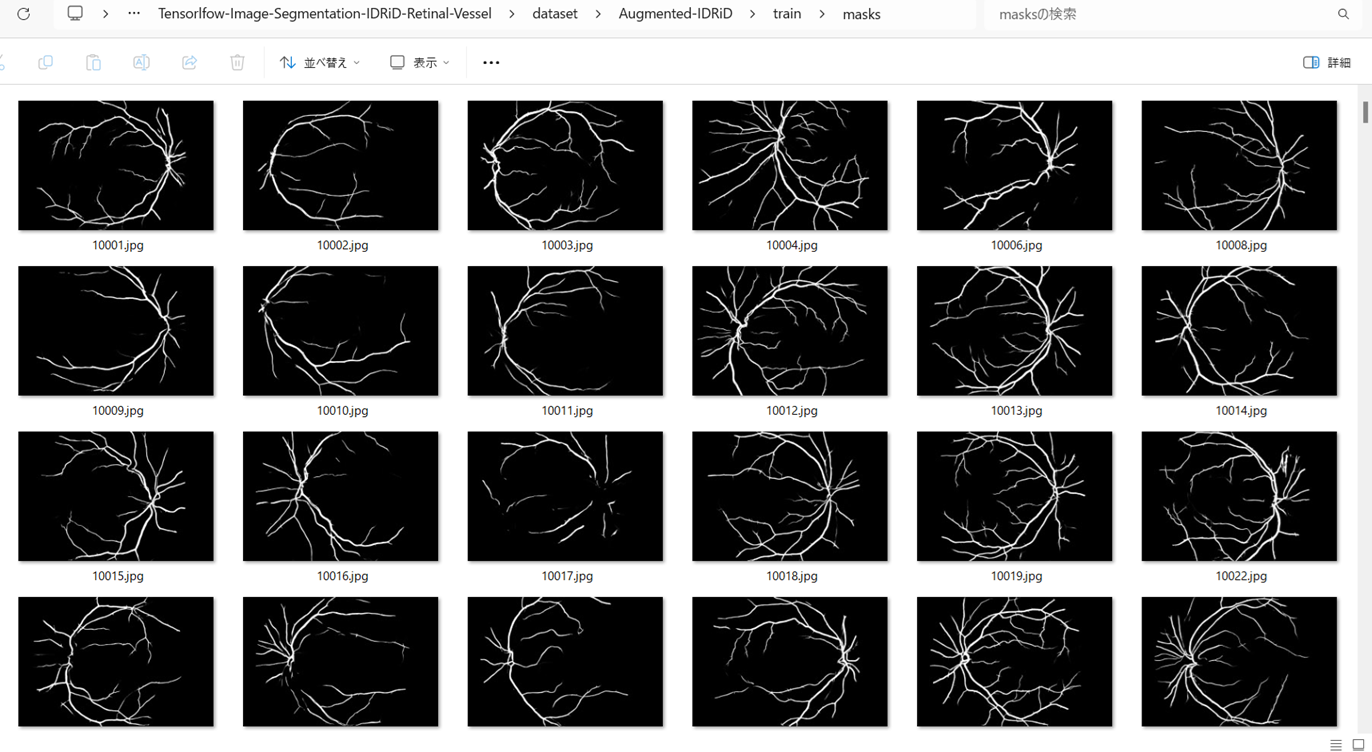 Tensorlfow-Image-Segmentation-IDRiD-Retinal-Vessel > dataset > Augmented-IDRiD > train > masks
masksの検索
並べ替え 表示 詳細
10001.jpg 10002.jpg 10003.jpg 10004.jpg 10006.jpg 10008.jpg
10009.jpg 10010.jpg 10011.jpg 10012.jpg 10013.jpg 10014.jpg
10015.jpg 10016.jpg 10017.jpg 10018.jpg 10019.jpg 10022.jpg